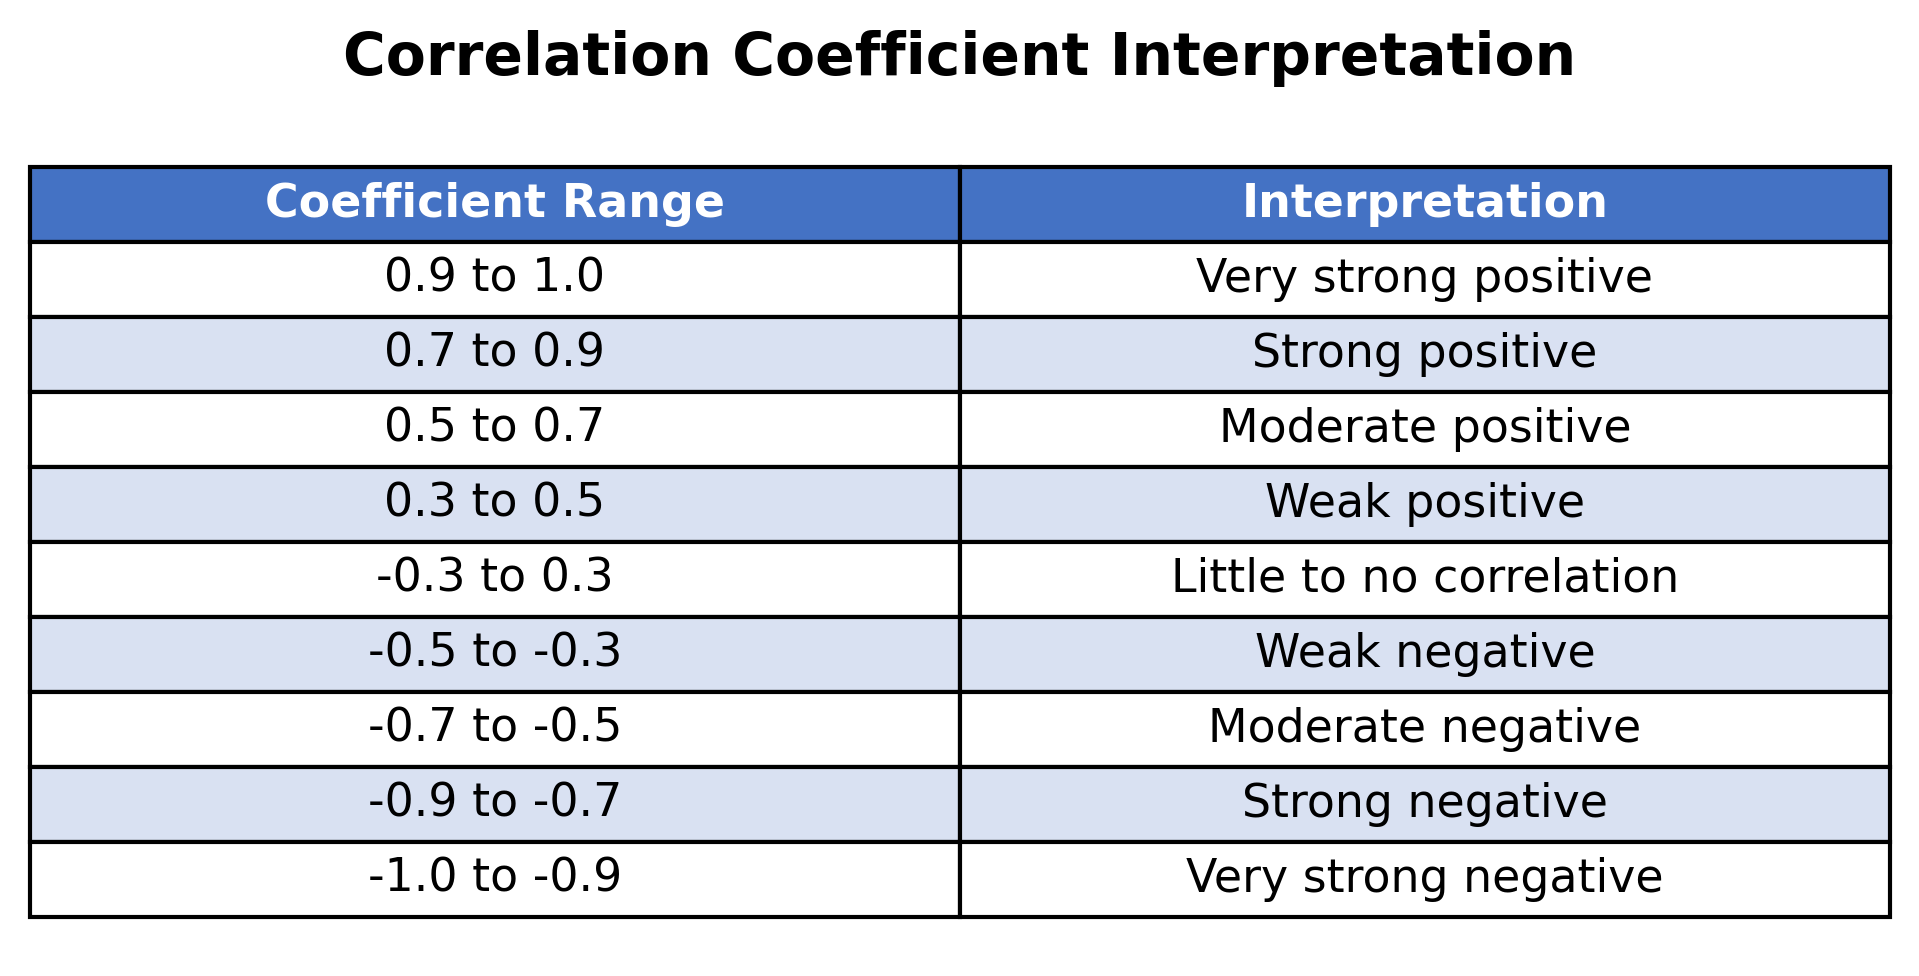 Correlation Coefficient Interpretation
Coefficient Range Interpretation
0.9 to 1.0 Very strong positive
0.7 to 0.9 Strong positive
0.5 to 0.7 Moderate positive
0.3 to 0.5 Weak positive
-0.3 to 0.3 Little to no correlation
-0.5 to -0.3 Weak negative
-0.7 to -0.5 Moderate negative
-0.9 to -0.7 Strong negative
-1.0 to -0.9 Very strong negative